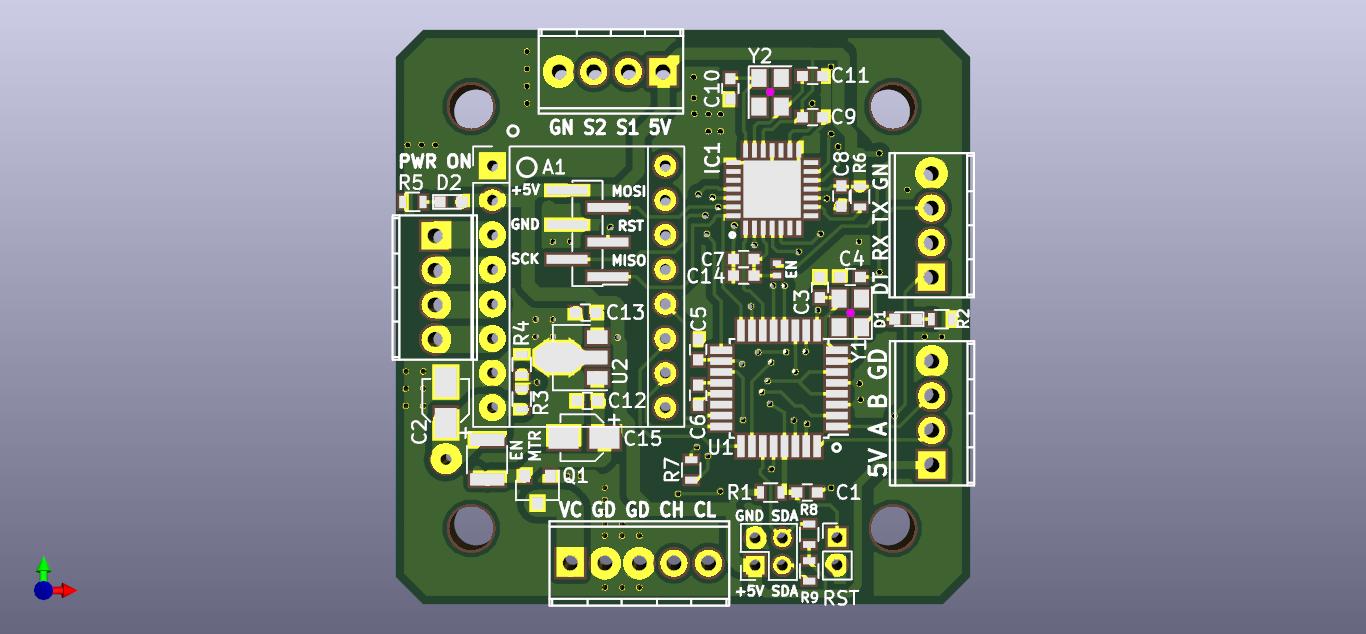 Y2
C10
C11
C9
GN S2 S1 5V
IC1
PWR ON
A1
C8
R6
R5 D2
+5V
MOSI
GND
RST
SCK
MISO
DT RX TX GN
C7
C14
EN
C4
C3
C13
C5
D1
R2
R4
Y1
U2
R3
C12
C6
5V A B GD
C2
+
+
C15
U1
EN
MTR
Q1
R7
R1
C1
VC GD GD CH CL
GND SDA
R8
+5V SDA
R9
RST